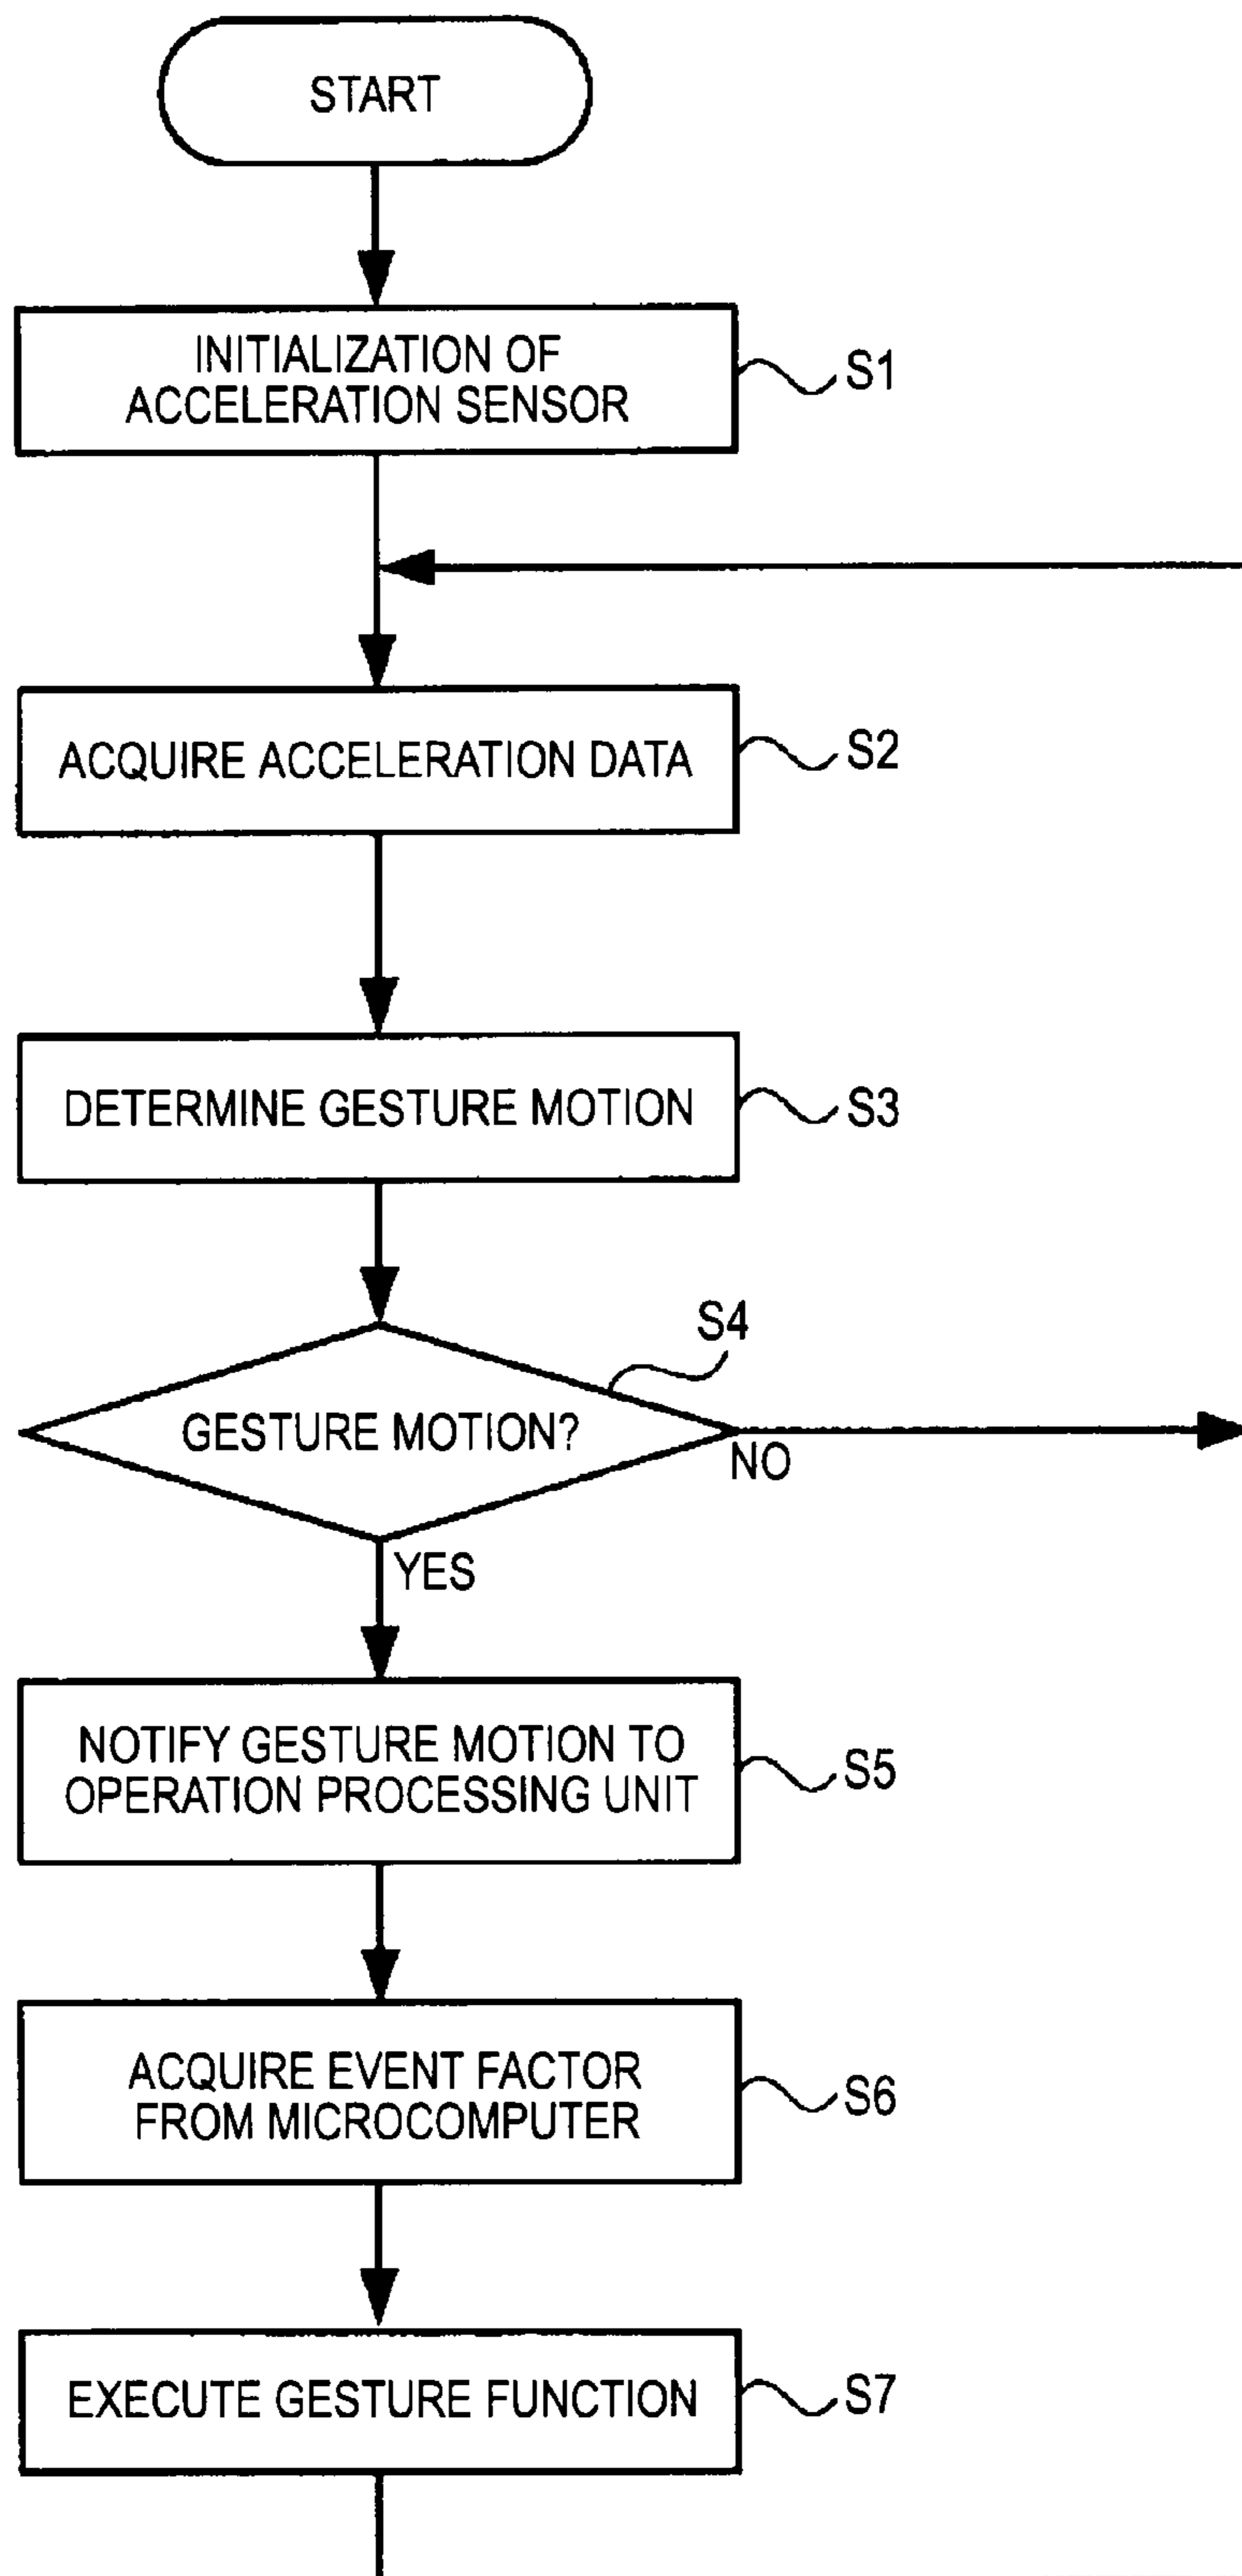 START
INITIALIZATION OF
ACCELERATION SENSOR
S1
ACQUIRE ACCELERATION DATA
S2
DETERMINE GESTURE MOTION
S3
S4
GESTURE MOTION?
NO
YES
NOTIFY GESTURE MOTION TO
OPERATION PROCESSING UNIT
S5
ACQUIRE EVENT FACTOR
FROM MICROCOMPUTER
S6
EXECUTE GESTURE FUNCTION
S7